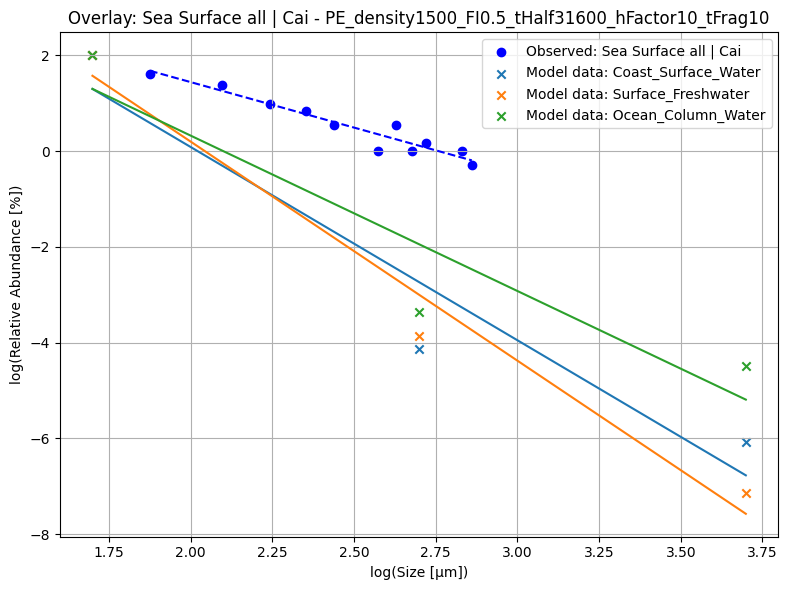 Overlay: Sea Surface all | Cai - PE_density1500_FI0.5_tHalf31600_hFactor10_tFrag10
Observed: Sea Surface all | Cai
Model data: Coast_Surface_Water
Model data: Surface_Freshwater
Model data: Ocean_Column_Water
log(Relative Abundance [%])
2
0
−2
−4
−6
−8
1.75
2.00
2.25
2.50
2.75
3.00
3.25
3.50
3.75
log(Size [µm])